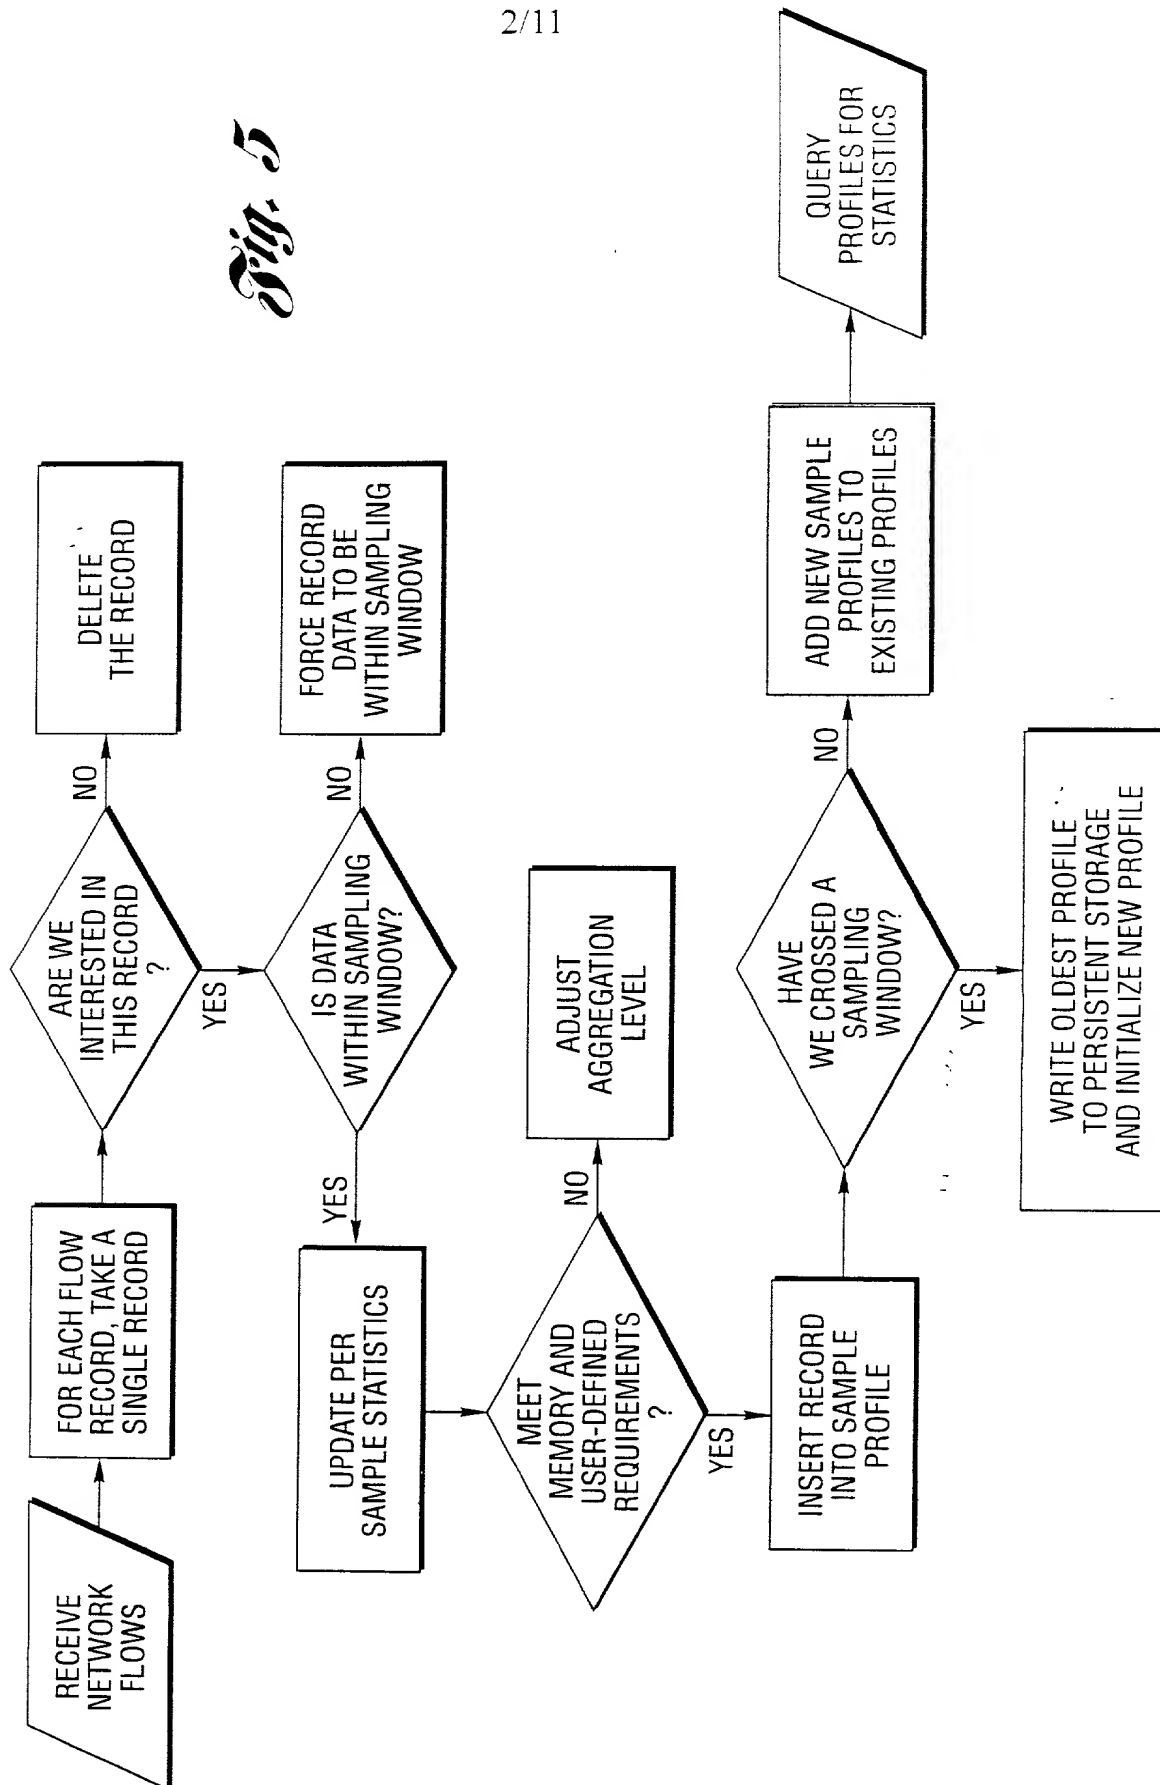 2/11
Fig. 5
RECEIVE
NETWORK
FLOWS
FOR EACH FLOW
RECORD, TAKE A
SINGLE RECORD
ARE WE
INTERESTED IN
THIS RECORD
?
NO
DELETE
THE RECORD
YES
IS DATA
WITHIN SAMPLING
WINDOW?
NO
FORCE RECORD
DATA TO BE
WITHIN SAMPLING
WINDOW
YES
UPDATE PER
SAMPLE STATISTICS
MEET
MEMORY AND
USER-DEFINED
REQUIREMENTS
?
NO
ADJUST
AGGREGATION
LEVEL
YES
INSERT RECORD
INTO SAMPLE
PROFILE
HAVE
WE CROSSED A
SAMPLING
WINDOW?
NO
ADD NEW SAMPLE
PROFILES TO
EXISTING PROFILES
QUERY
PROFILES FOR
STATISTICS
YES
WRITE OLDEST PROFILE
TO PERSISTENT STORAGE
AND INITIALIZE NEW PROFILE